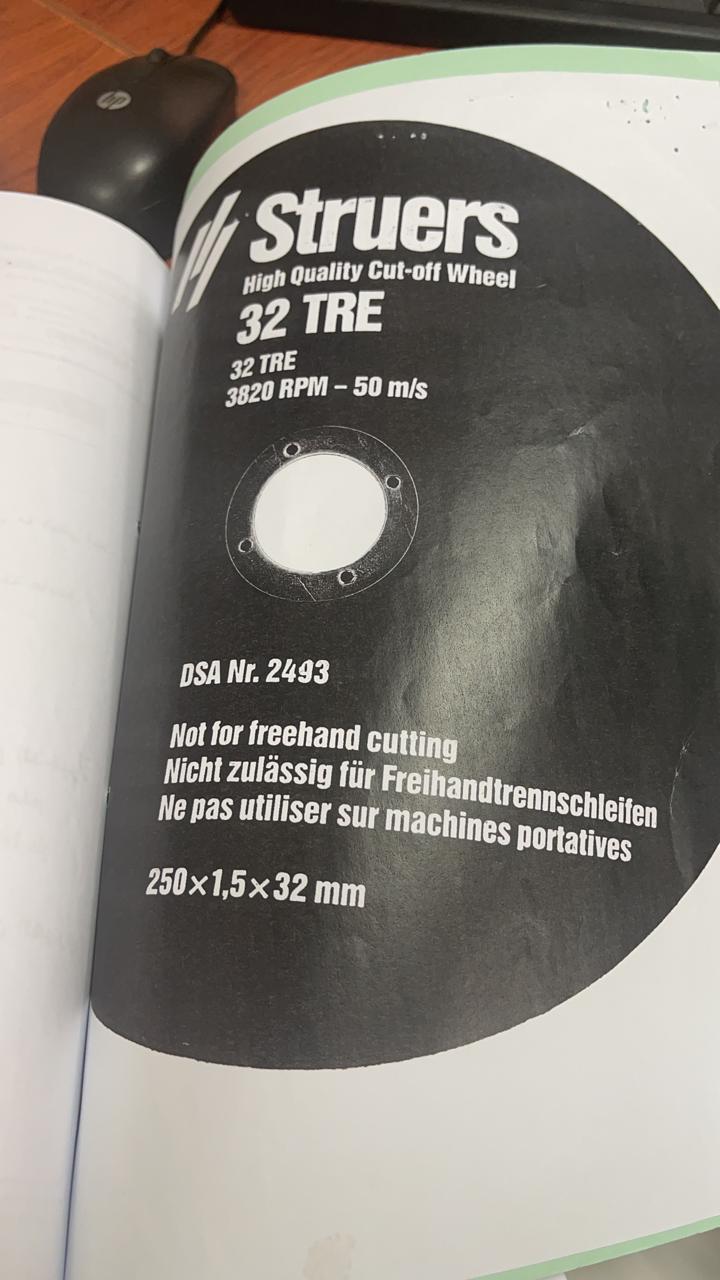 hp
Struers
High Quality Cut-off Wheel
32 TRE
32 TRE
3820 RPM – 50 m/s
DSA Nr. 2493
Not for freehand cutting
Nicht zulässig für Freihandtrennschleifen
Ne pas utiliser sur machines portatives
250×1,5×32 mm